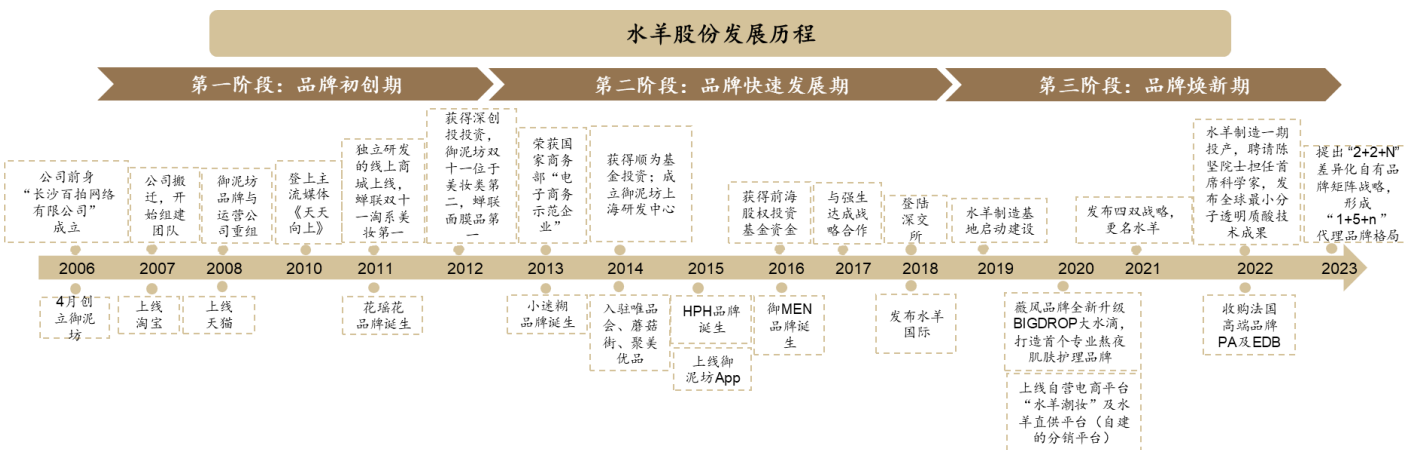 水羊股份发展历程
第一阶段：品牌初创期
第二阶段：品牌快速发展期
第三阶段：品牌焕新期
公司前身
“长沙百拍网络
有限公司”
成立
公司搬
迁，开
始组建
团队
御泥坊
品牌与
运营公
司重组
登上主
流媒体
《天天
向上》
独立研发
的线上商
城上线，
蝉联双十
一淘系美
妆第一
获得深创
投投资，
御泥坊双
十一位于
美妆类第
二，蝉联
面膜品第
一
荣获国
家商务
部“电
子商务
示范企
业”
获得顺为基
金投资；成
立御泥坊上
海研发中心
获得前海
股权投资
基金资金
与强生
达成战
略合作
登陆
深交
所
水羊制造基
地启动建设
发布四双战略，
更名水羊
水羊制造一期
投产，聘请陈
坚院士担任首
席科学家，发
布全球最小分
子透明质酸技
术成果
提出“2+2+N”
差异化自有品
牌矩阵战略，
形成
“1+5+n”
代理品牌格局
2006
2007
2008
2010
2011
2012
2013
2014
2015
2016
2017
2018
2019
2020
2021
2022
2023
4月创
立御泥
坊
上线
淘宝
上线
天猫
花瑶花
品牌诞生
小迷糊
品牌诞生
入驻唯品
会、蘑菇
街、聚美
优品
HPH品牌
诞生
上线御
泥坊App
御MEN
品牌诞
生
发布水羊
国际
薇风品牌全新升级
BIGDROP大水滴，
打造首个专业熬夜
肌肤护理品牌
上线自营电商平台
“水羊潮妆”及水
羊直供平台（自建
的分销平台）
收购法国
高端品牌
PA及EDB